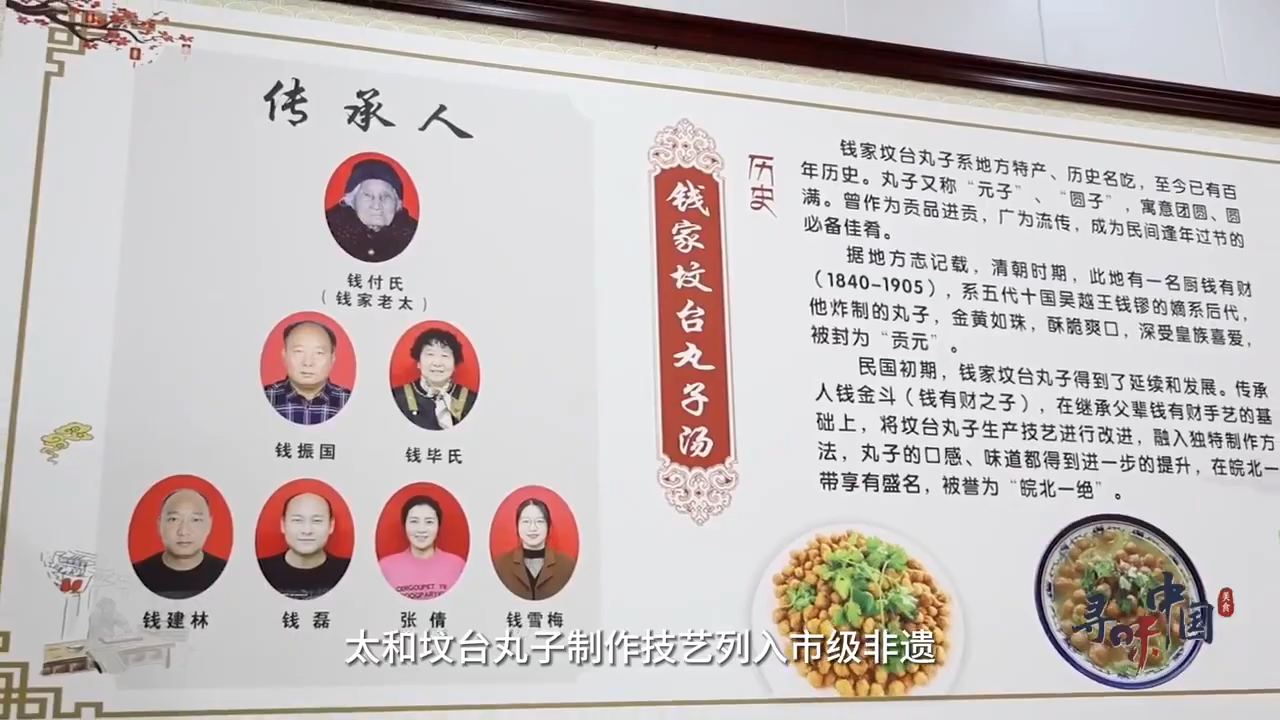 传承人
钱付氏
（钱家老太）
钱振国
钱毕氏
钱建林
钱磊
张倩
钱雪梅
钱家坟台丸子汤
历史
钱家坟台丸子系地方特产、历史名吃，至今已有百
年历史。丸子又称“元子”、“圆子”，寓意团圆、圆
满。曾作为贡品进贡，广为流传，成为民间逢年过节的
必备佳肴。
据地方志记载，清朝时期，此地有一名厨钱有财
（1840-1905），系五代十国吴越王钱镠的嫡系后代，
他炸制的丸子，金黄如珠，酥脆爽口，深受皇族喜爱，
被封为“贡元”。
民国初期，钱家坟台丸子得到了延续和发展。传承
人钱金斗（钱有财之子），在继承父辈钱有财手艺的基
础上，将坟台丸子生产技艺进行改进，融入独特制作方
法，丸子的口感、味道都得到进一步的提升，在皖北一
带享有盛名，被誉为“皖北一绝”。
寻味中国
美食
太和坟台丸子制作技艺列入市级非遗